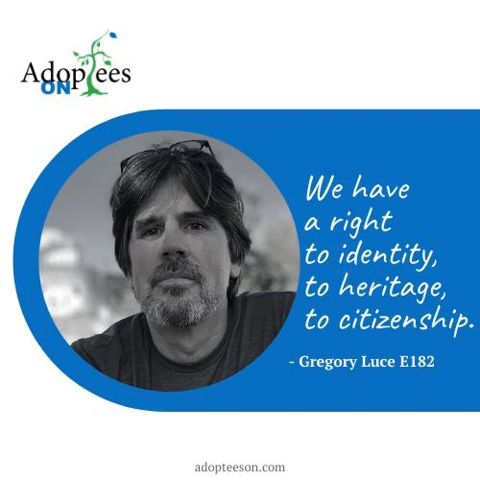 Adoptees
ON
We have
a right
to identity,
to heritage,
to citizenship.
- Gregory Luce E182
adopteeson.com